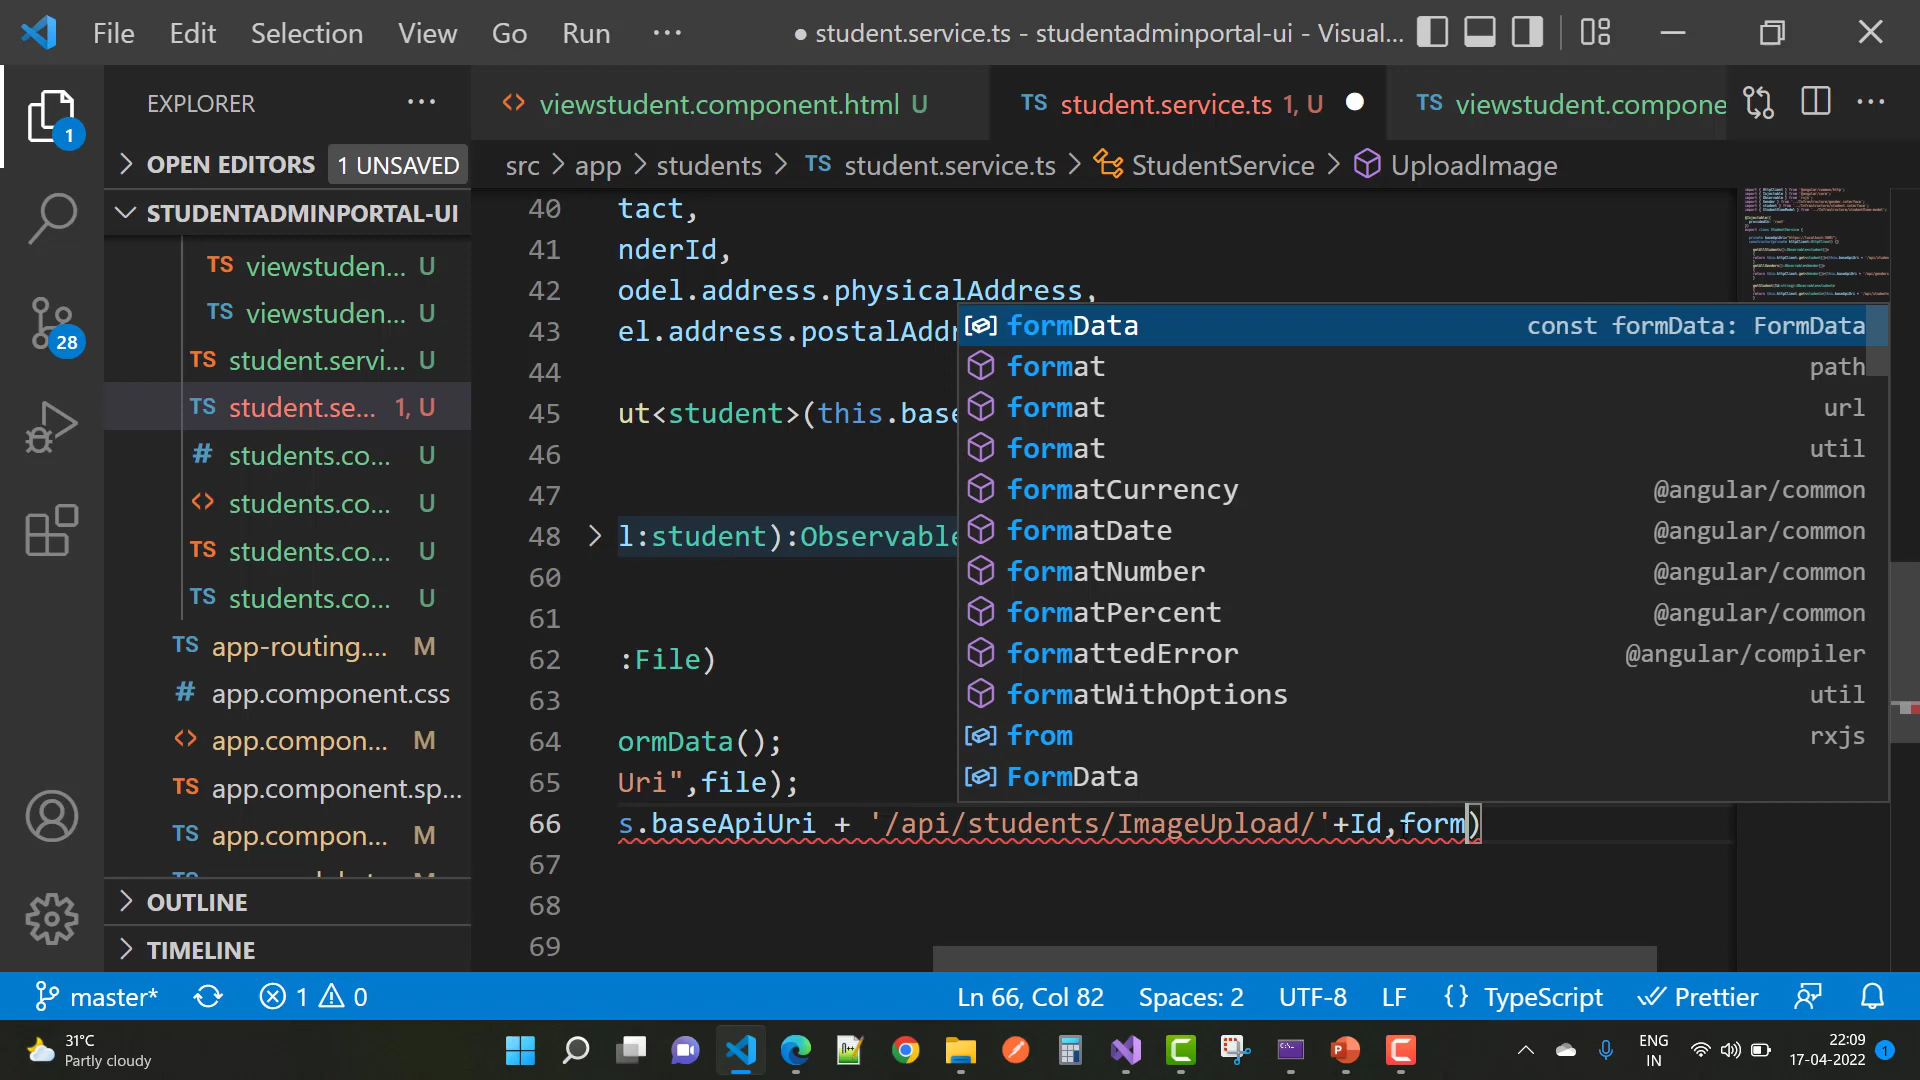 File Edit Selection View Go Run ···
● student.service.ts - studentadminportal-ui - Visual...
EXPLORER ···
OPEN EDITORS 1 UNSAVED
STUDENTADMINPORTAL-UI
TS viewstuden... U
TS viewstuden... U
TS student.servi... U
TS student.se... 1, U
# students.co... U
<> students.co... U
TS students.co... U
TS students.co... U
TS app-routing.... M
# app.component.css
<> app.compon... M
TS app.component.sp...
TS app.compon... M
OUTLINE
TIMELINE
1
28
<> viewstudent.component.html U
TS student.service.ts 1, U ●
TS viewstudent.compone
src > app > students > TS student.service.ts > StudentService > UploadImage
40 tact,
41 nderId,
42 odel.address.physicalAddress,
43 el.address.postalAddr
44
45 ut<student>(this.base
46
47
48 l:student):Observable
60
61
62 :File)
63
64 ormData();
65 Uri",file);
66 s.baseApiUri + '/api/students/ImageUpload/'+Id,form)
67
68
69
formData const formData: FormData
format path
format url
format util
formatCurrency @angular/common
formatDate @angular/common
formatNumber @angular/common
formatPercent @angular/common
formattedError @angular/compiler
formatWithOptions util
from rxjs
FormData
master* 1 0 Ln 66, Col 82 Spaces: 2 UTF-8 LF {} TypeScript Prettier
31°C
Partly cloudy
ENG
IN
22:09
17-04-2022
1